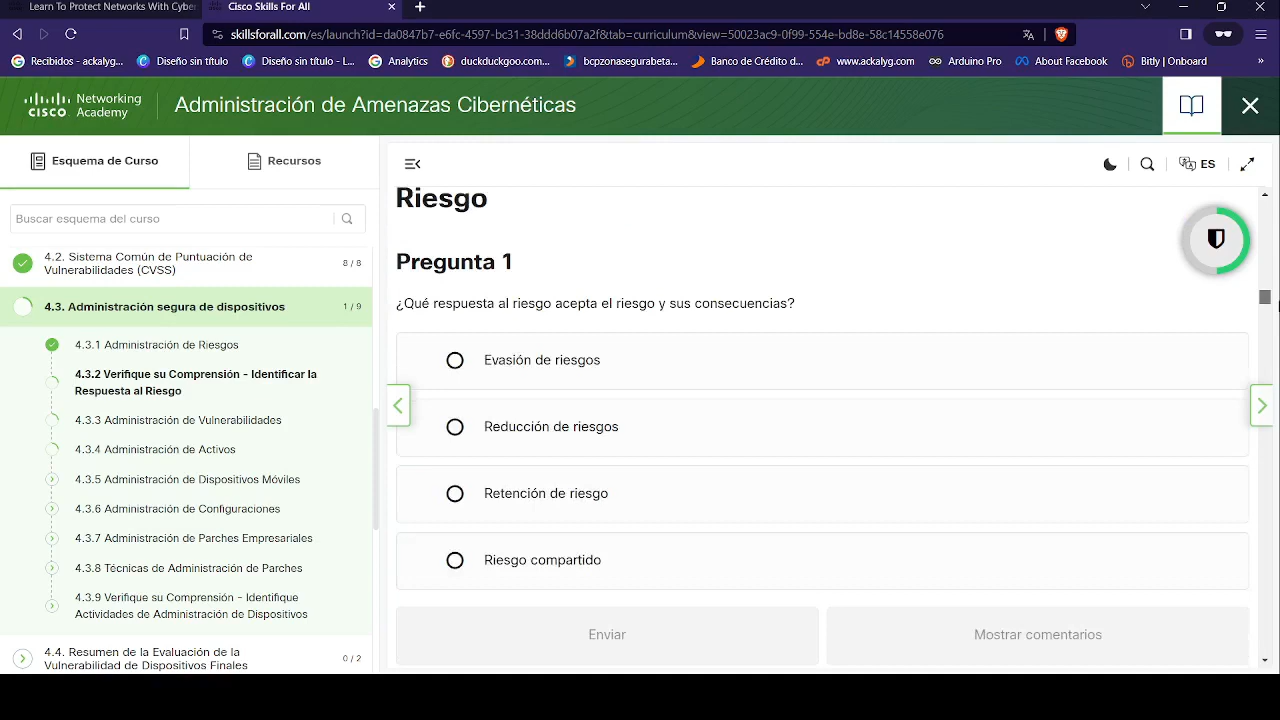 Learn To Protect Networks With Cyber
Cisco Skills For All
skillsforall.com/es/launch?id=da0847b7-e6fc-4597-bc31-38ddd6b07a2f&tab=curriculum&view=50023ac9-0f99-554e-bd8e-58c14558e076
Recibidos - ackalyg...
Diseño sin título
Diseño sin título - L...
Analytics
duckduckgoo.com...
bcpzonasegurabeta...
Banco de Crédito d...
www.ackalyg.com
Arduino Pro
About Facebook
Bitly | Onboard
»
cisco Networking Academy
Administración de Amenazas Cibernéticas
Esquema de Curso
Recursos
ES
Buscar esquema del curso
4.2. Sistema Común de Puntuación de
Vulnerabilidades (CVSS)
8 / 8
4.3. Administración segura de dispositivos
1 / 9
4.3.1 Administración de Riesgos
4.3.2 Verifique su Comprensión - Identificar la
Respuesta al Riesgo
4.3.3 Administración de Vulnerabilidades
4.3.4 Administración de Activos
4.3.5 Administración de Dispositivos Móviles
4.3.6 Administración de Configuraciones
4.3.7 Administración de Parches Empresariales
4.3.8 Técnicas de Administración de Parches
4.3.9 Verifique su Comprensión - Identifique
Actividades de Administración de Dispositivos
4.4. Resumen de la Evaluación de la
Vulnerabilidad de Dispositivos Finales
0 / 2
Riesgo
Pregunta 1
¿Qué respuesta al riesgo acepta el riesgo y sus consecuencias?
Evasión de riesgos
Reducción de riesgos
Retención de riesgo
Riesgo compartido
Enviar
Mostrar comentarios